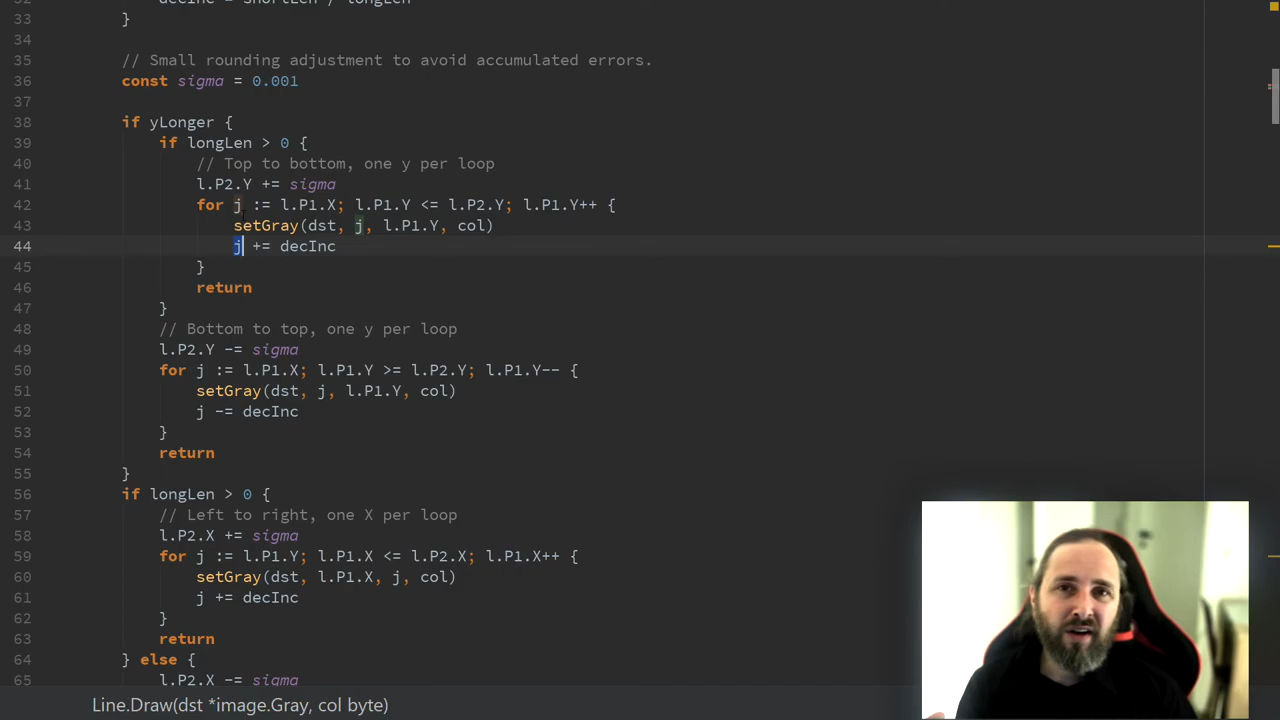 32
33 }
34
35 // Small rounding adjustment to avoid accumulated errors.
36 const sigma = 0.001
37
38 if yLonger {
39 if longLen > 0 {
40 // Top to bottom, one y per loop
41 l.P2.Y += sigma
42 for j := l.P1.X; l.P1.Y <= l.P2.Y; l.P1.Y++ {
43 setGray(dst, j, l.P1.Y, col)
44 j += decInc
45 }
46 return
47 }
48 // Bottom to top, one y per loop
49 l.P2.Y -= sigma
50 for j := l.P1.X; l.P1.Y >= l.P2.Y; l.P1.Y-- {
51 setGray(dst, j, l.P1.Y, col)
52 j -= decInc
53 }
54 return
55 }
56 if longLen > 0 {
57 // Left to right, one X per loop
58 l.P2.X += sigma
59 for j := l.P1.Y; l.P1.X <= l.P2.X; l.P1.X++ {
60 setGray(dst, l.P1.X, j, col)
61 j += decInc
62 }
63 return
64 } else {
65 l.P2.X -= sigma
Line.Draw(dst *image.Gray, col byte)